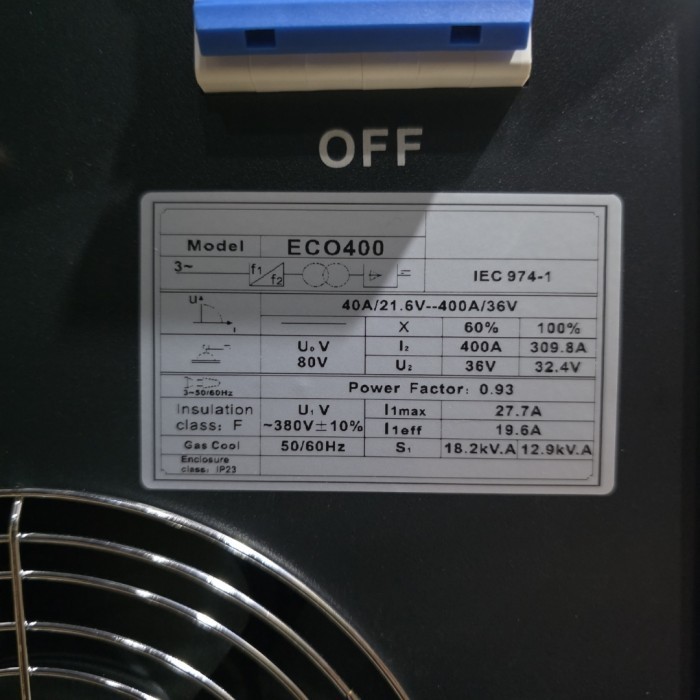 OFF
Model ECO400
3~ f1 f2 IEC 974-1
U 40A/21.6V--400A/36V
X 60% 100%
U₀ V I₂ 400A 309.8A
80V U₂ 36V 32.4V
3~50/60Hz Power Factor: 0.93
Insulation class: F U₁ V ~380V±10% I1max 27.7A
I1eff 19.6A
Gas Cool 50/60Hz S₁ 18.2kV.A 12.9kV.A
Enclosure
class: IP23